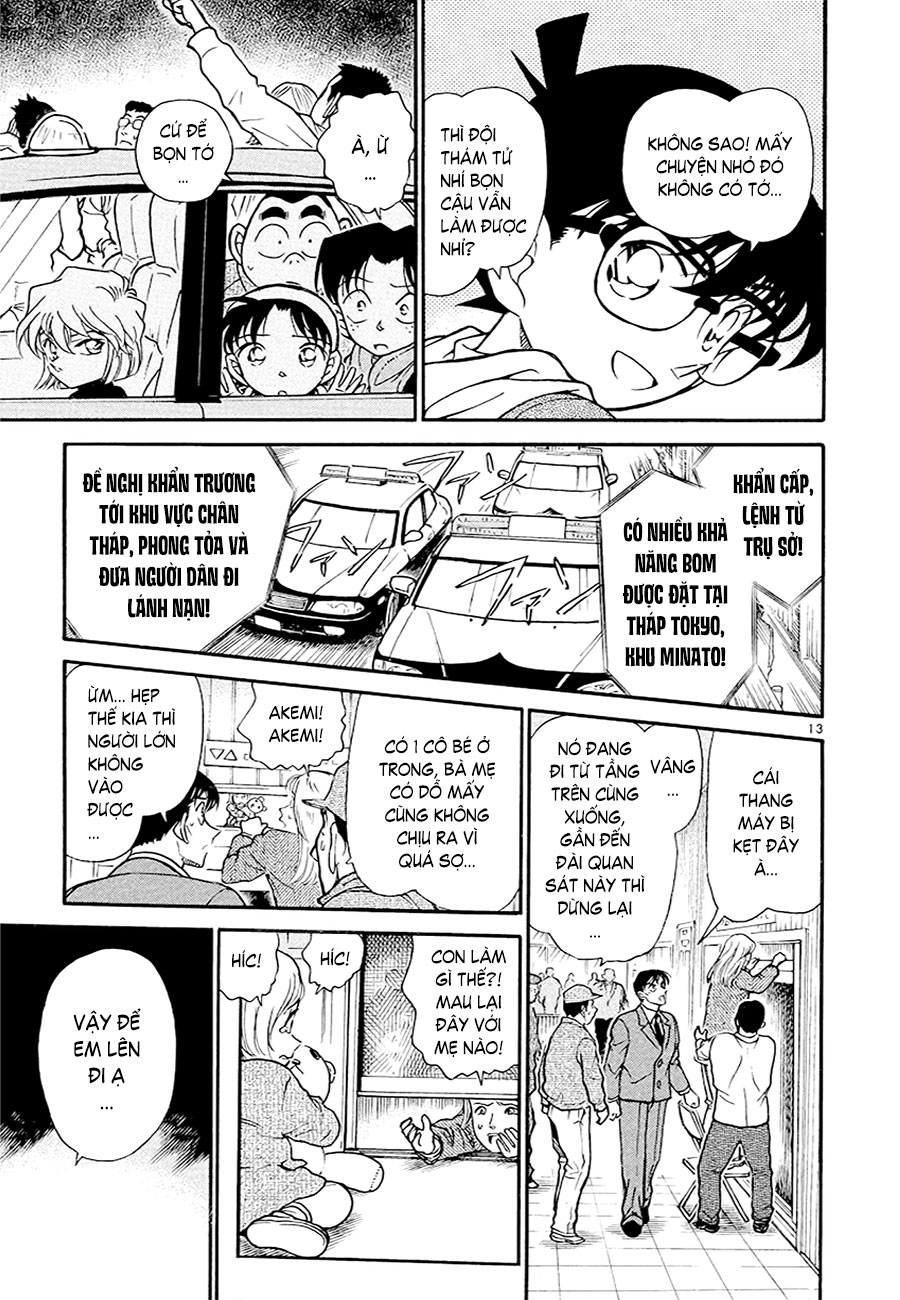 KHÔNG SAO! MẤY
CHUYỆN NHỎ ĐÓ
KHÔNG CÓ TỚ...
THÌ ĐỘI
THÁM TỬ
NHÍ BỌN
CẬU VẪN
LÀM ĐƯỢC
NHỈ?
À, Ừ
...
CỨ ĐỂ
BỌN TỚ
...
KHẨN CẤP,
LỆNH TỪ
TRỤ SỞ!
CÓ NHIỀU KHẢ
NĂNG BOM
ĐƯỢC ĐẶT TẠI
THÁP TOKYO,
KHU MINATO!
ĐỀ NGHỊ KHẨN TRƯƠNG
TỚI KHU VỰC CHÂN
THÁP, PHONG TỎA VÀ
ĐƯA NGƯỜI DÂN ĐI
LÁNH NẠN!
13
CÁI
THANG
MÁY BỊ
KẸT ĐÂY
À...
VÂNG
...
NÓ ĐANG
ĐI TỪ TẦNG
TRÊN CÙNG
XUỐNG,
GẦN ĐẾN
ĐÀI QUAN
SÁT NÀY THÌ
DỪNG LẠI
...
CÓ 1 CÔ BÉ Ở
TRONG, BÀ MẸ
CÓ DỖ MẤY
CŨNG KHÔNG
CHỊU RA VÌ
QUÁ SỢ...
AKEMI!
AKEMI!
ỪM... HẸP
THẾ KIA THÌ
NGƯỜI LỚN
KHÔNG
VÀO
ĐƯỢC
...
CON LÀM
GÌ THẾ?!
MAU LẠI
ĐÂY VỚI
MẸ NÀO!
HÍC!
HÍC!
VẬY ĐỂ
EM LÊN
ĐI Ạ
...